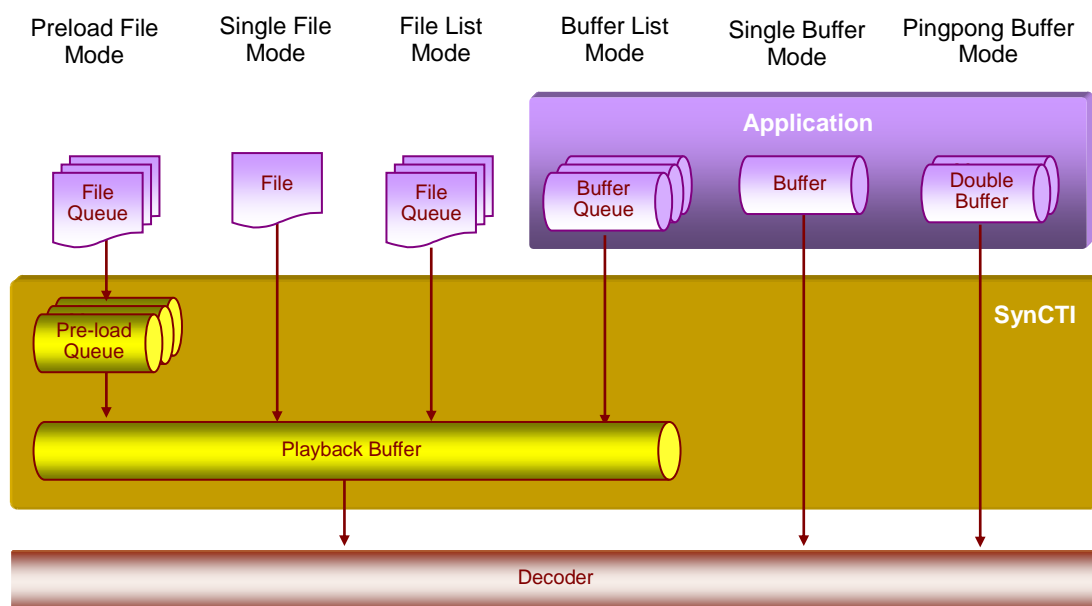 Preload File
Mode
Single File
Mode
File List
Mode
Buffer List
Mode
Single Buffer
Mode
Pingpong Buffer
Mode
Application
File
Queue
File
File
Queue
Buffer
Queue
Buffer
Double
Buffer
SynCTI
Pre-load
Queue
Playback Buffer
Decoder